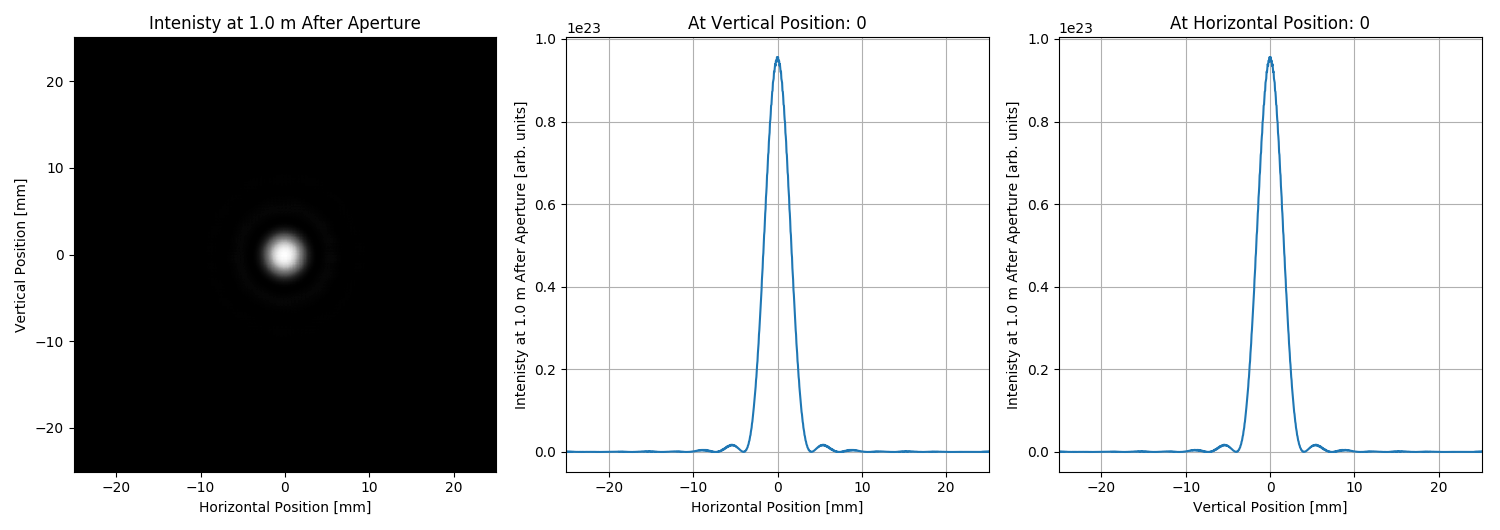 Intenisty at 1.0 m After Aperture
20
10
0
−10
−20
Vertical Position [mm]
−20 −10 0 10 20
Horizontal Position [mm]
At Vertical Position: 0
1e23
1.0
0.8
0.6
0.4
0.2
0.0
Intenisty at 1.0 m After Aperture [arb. units]
−20 −10 0 10 20
Horizontal Position [mm]
At Horizontal Position: 0
1e23
1.0
0.8
0.6
0.4
0.2
0.0
Intenisty at 1.0 m After Aperture [arb. units]
−20 −10 0 10 20
Vertical Position [mm]